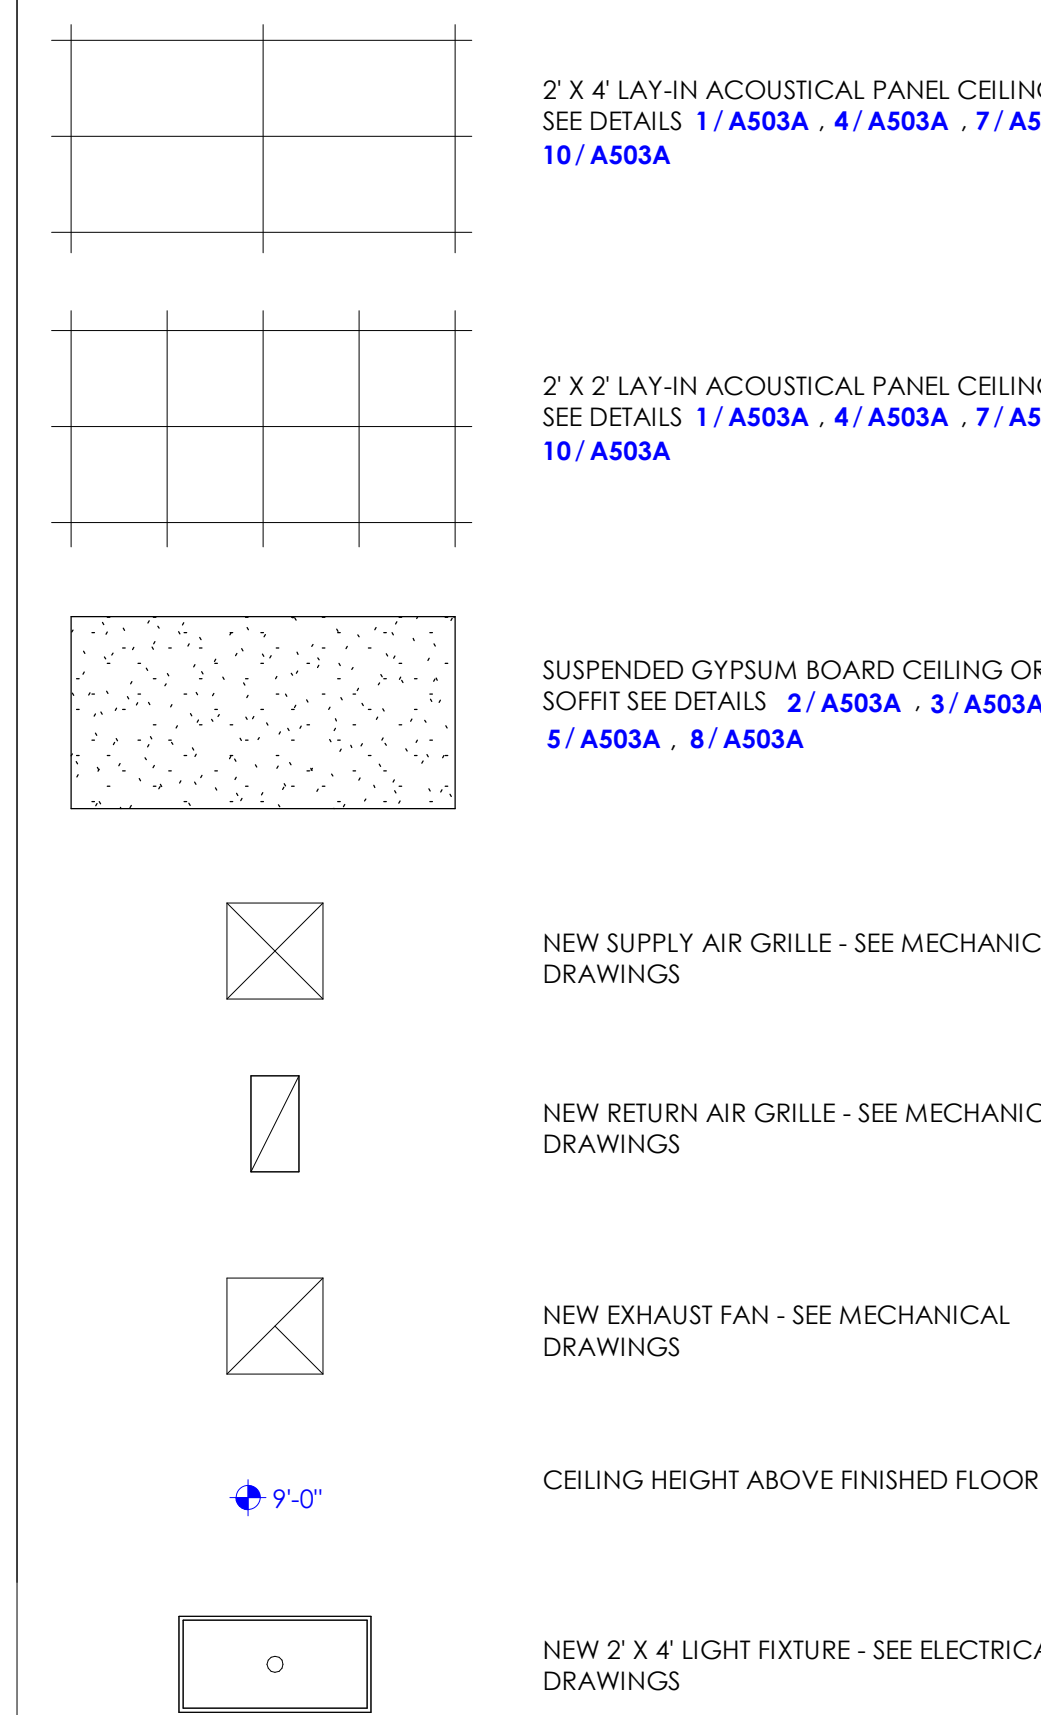 2' X 4' LAY-IN ACOUSTICAL PANEL CEILING
SEE DETAILS 1/A503A , 4/A503A , 7/A5
10/A503A
2' X 2' LAY-IN ACOUSTICAL PANEL CEILING
SEE DETAILS 1/A503A , 4/A503A , 7/A5
10/A503A
SUSPENDED GYPSUM BOARD CEILING OR
SOFFIT SEE DETAILS 2/A503A , 3/A503A
5/A503A , 8/A503A
NEW SUPPLY AIR GRILLE - SEE MECHANIC
DRAWINGS
NEW RETURN AIR GRILLE - SEE MECHANIC
DRAWINGS
NEW EXHAUST FAN - SEE MECHANICAL
DRAWINGS
9'-0"
CEILING HEIGHT ABOVE FINISHED FLOOR
NEW 2' X 4' LIGHT FIXTURE - SEE ELECTRICA
DRAWINGS